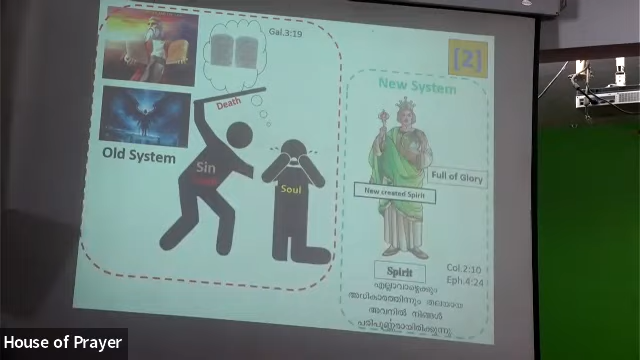 Gal.3:19
[2]
Death
Old System
Sin
Soul
New System
Full of Glory
New created Spirit
Spirit
Col.2:10
Eph.4:24
എല്ലാവാഴ്ചെക്കും
അധികാരത്തിന്നും തലയായ
അവനിൽ നിങ്ങൾ
പരിപൂർണ്ണരായിരിക്കുന്നു.
House of Prayer